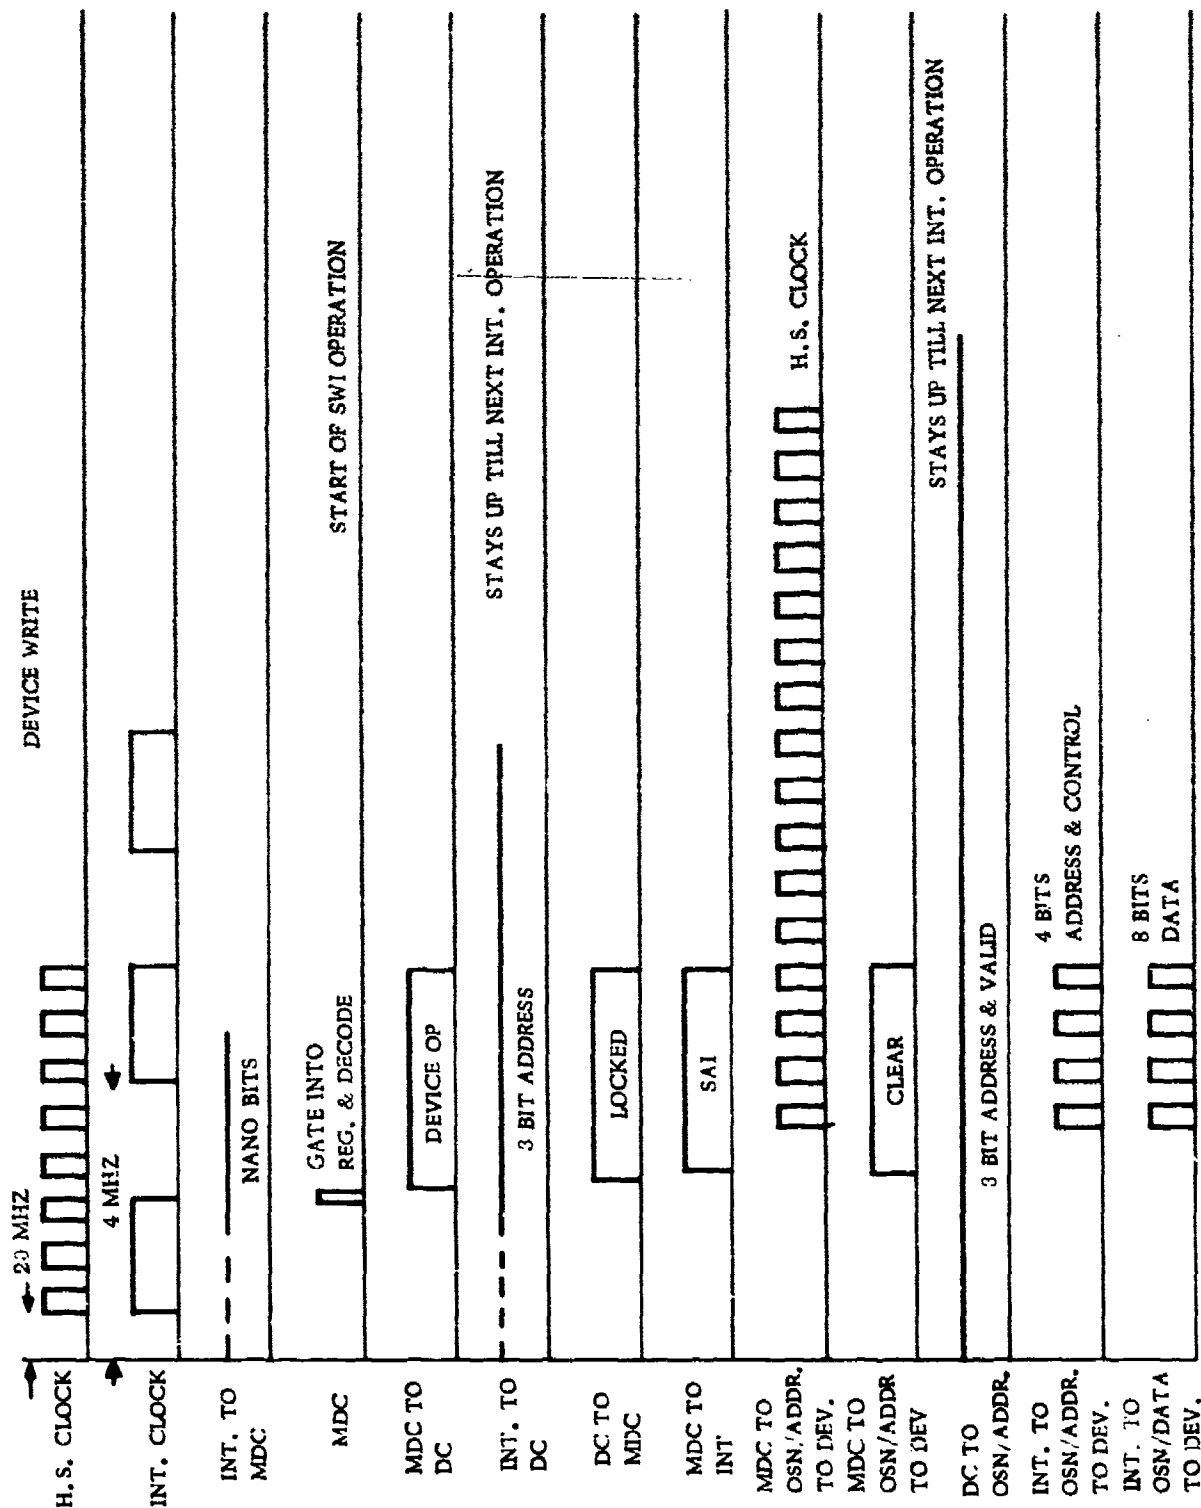 DEVICE WRITE
H.S. CLOCK
20 MHZ
INT. CLOCK
4 MHZ
INT. TO
MDC
NANO BITS
MDC
GATE INTO
REG. & DECODE
START OF SWI OPERATION
MDC TO
DC
DEVICE OP
INT. TO
DC
3 BIT ADDRESS
STAYS UP TILL NEXT INT. OPERATION
DC TO
MDC
LOCKED
MDC TO
INT
SAI
MDC TO
OSN/ADDR.
TO DEV.
H.S. CLOCK
MDC TO
OSN/ADDR
TO DEV
CLEAR
DC TO
OSN/ADDR.
3 BIT ADDRESS & VALID
STAYS UP TILL NEXT INT. OPERATION
INT. TO
OSN/ADDR.
TO DEV.
4 BITS
ADDRESS & CONTROL
INT. TO
OSN/DATA
TO DEV.
8 BITS
DATA